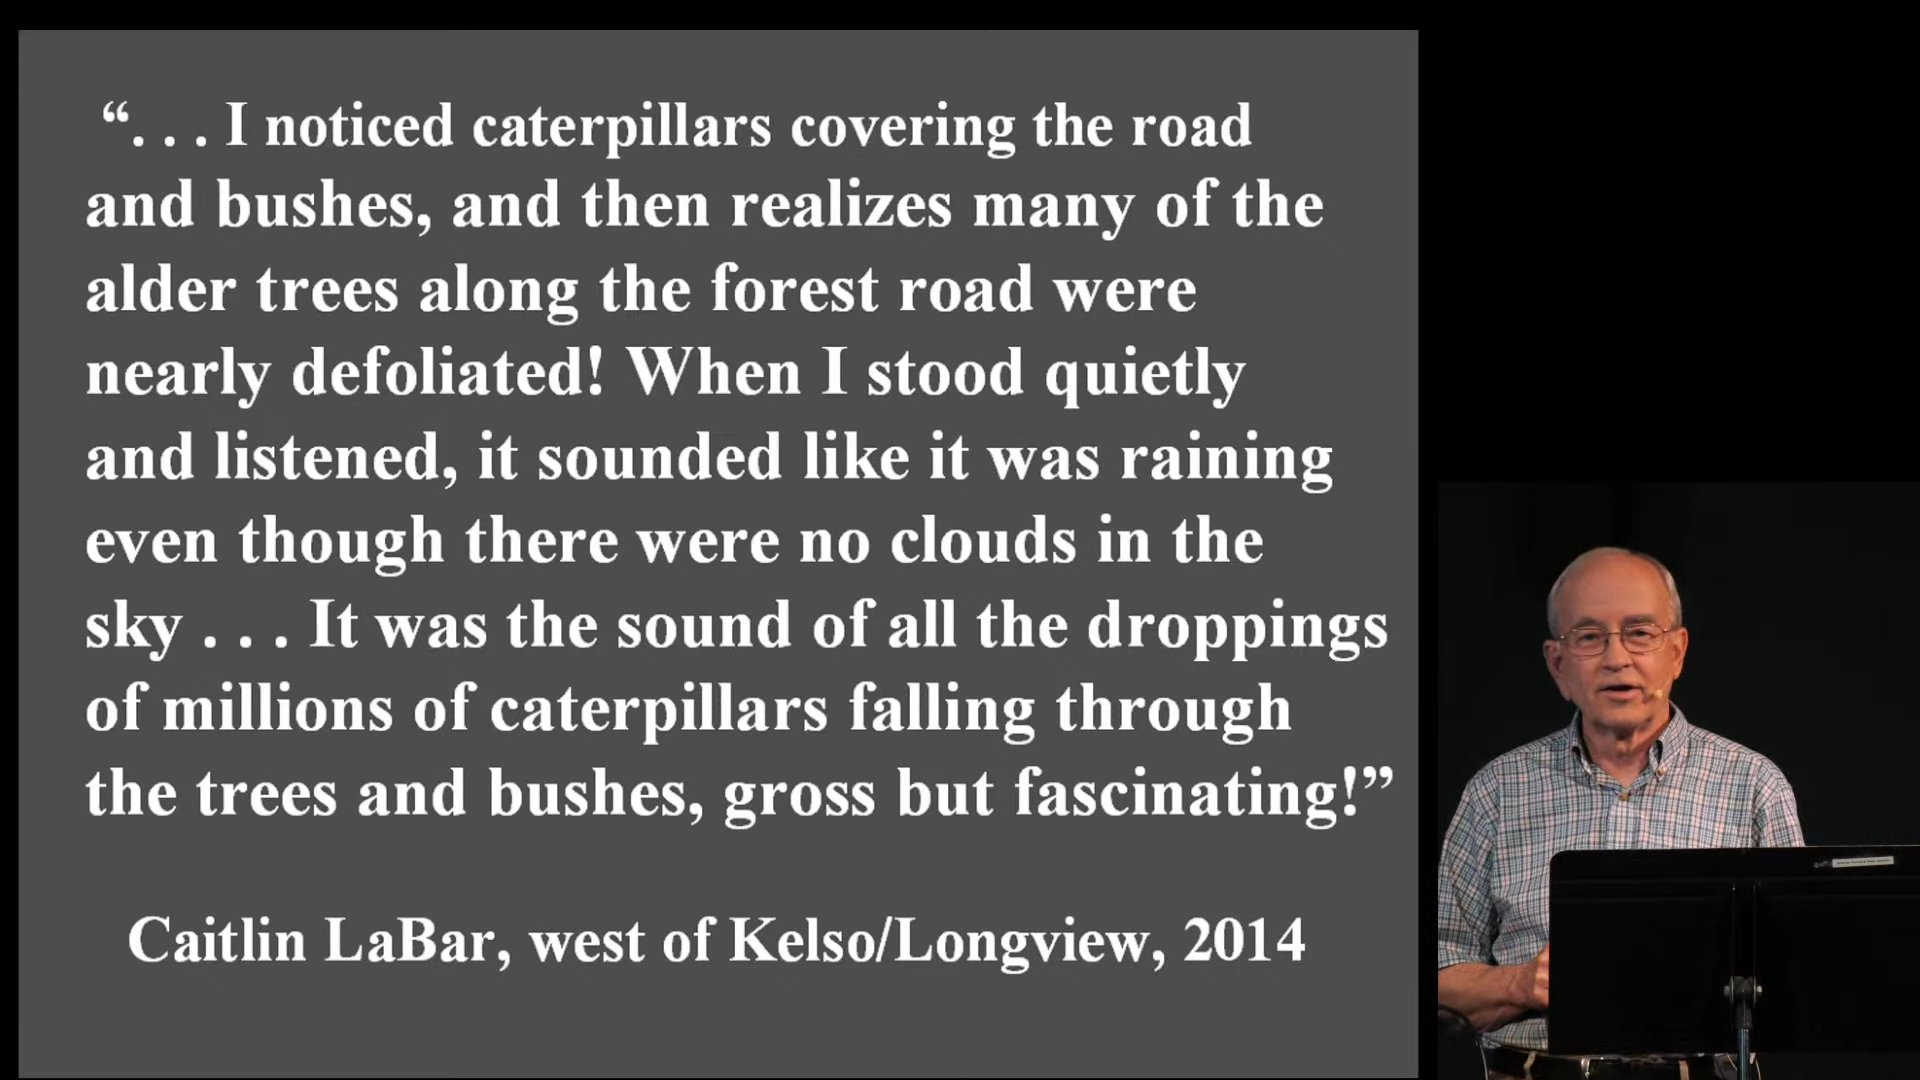 “. . . I noticed caterpillars covering the road
and bushes, and then realizes many of the
alder trees along the forest road were
nearly defoliated! When I stood quietly
and listened, it sounded like it was raining
even though there were no clouds in the
sky . . . It was the sound of all the droppings
of millions of caterpillars falling through
the trees and bushes, gross but fascinating!”
Caitlin LaBar, west of Kelso/Longview, 2014